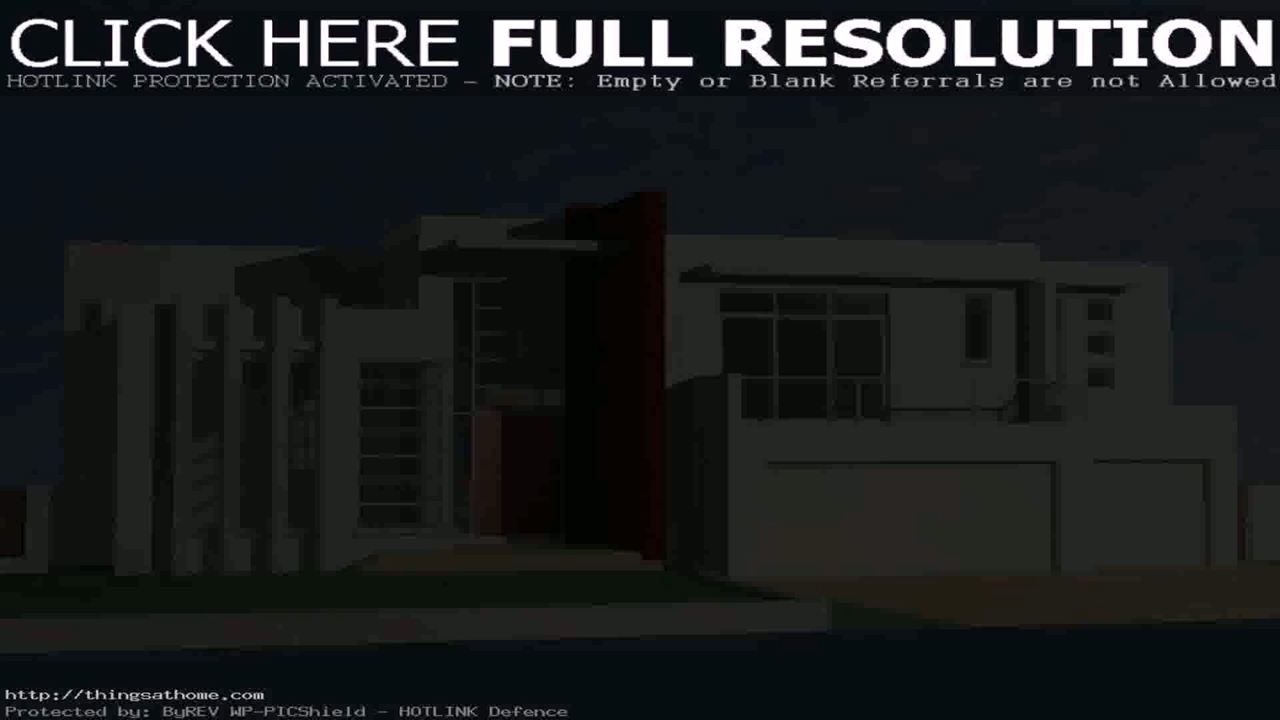 CLICK HERE FULL RESOLUTION
HOTLINK PROTECTION ACTIVATED - NOTE: Empty or Blank Referrals are not Allowed
http://thingsathome.com
Protected by: ByREV WP-PICShield - HOTLINK Defence